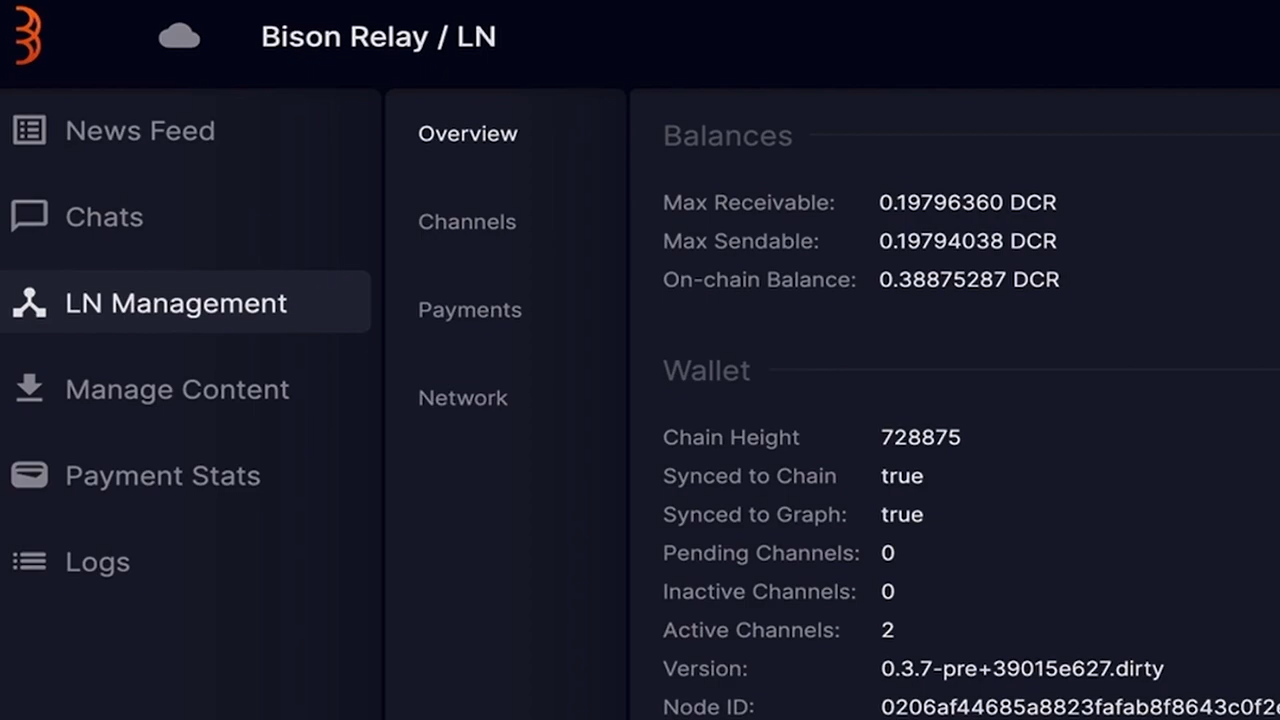 Bison Relay / LN
News Feed
Chats
LN Management
Manage Content
Payment Stats
Logs
Overview
Channels
Payments
Network
Balances
Max Receivable: 0.19796360 DCR
Max Sendable: 0.19794038 DCR
On-chain Balance: 0.38875287 DCR
Wallet
Chain Height 728875
Synced to Chain true
Synced to Graph: true
Pending Channels: 0
Inactive Channels: 0
Active Channels: 2
Version: 0.3.7-pre+39015e627.dirty
Node ID: 0206af44685a8823fafab8f8643c0f2